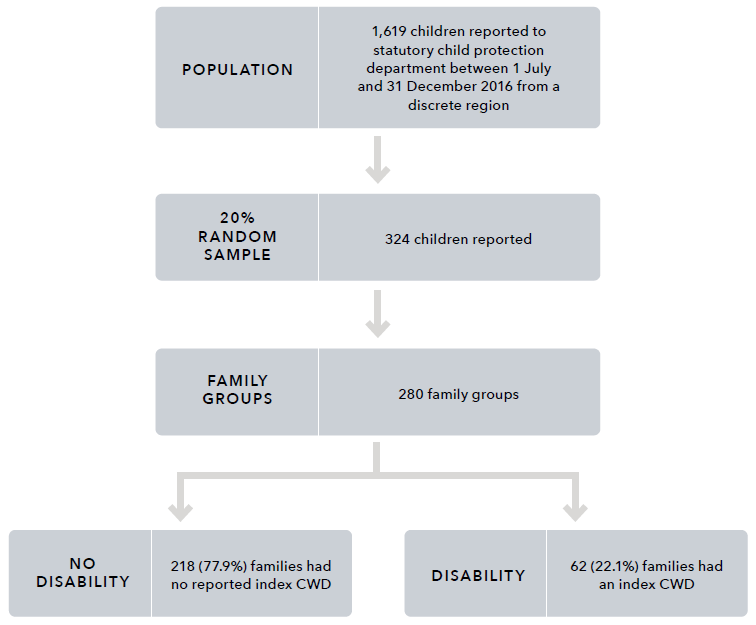 POPULATION
1,619 children reported to
statutory child protection
department between 1 July
and 31 December 2016 from a
discrete region
20%
RANDOM
SAMPLE
324 children reported
FAMILY
GROUPS
280 family groups
NO
DISABILITY
218 (77.9%) families had
no reported index CWD
DISABILITY
62 (22.1%) families had
an index CWD